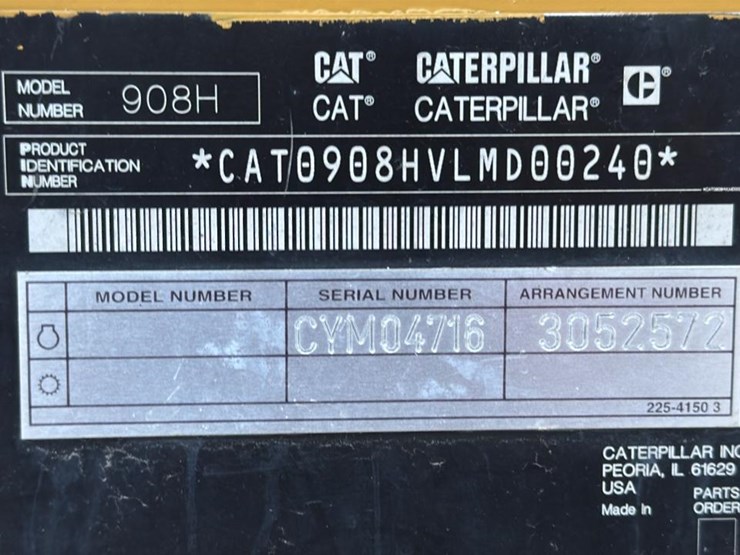 CAT® CATERPILLAR®
CAT® CATERPILLAR®
MODEL NUMBER 908H
PRODUCT IDENTIFICATION NUMBER *CAT0908HVLMD00240*
MODEL NUMBER SERIAL NUMBER ARRANGEMENT NUMBER
CYM04716 3052572
225-4150 3
CATERPILLAR INC
PEORIA, IL 61629
USA
Made In
PARTS
ORDER